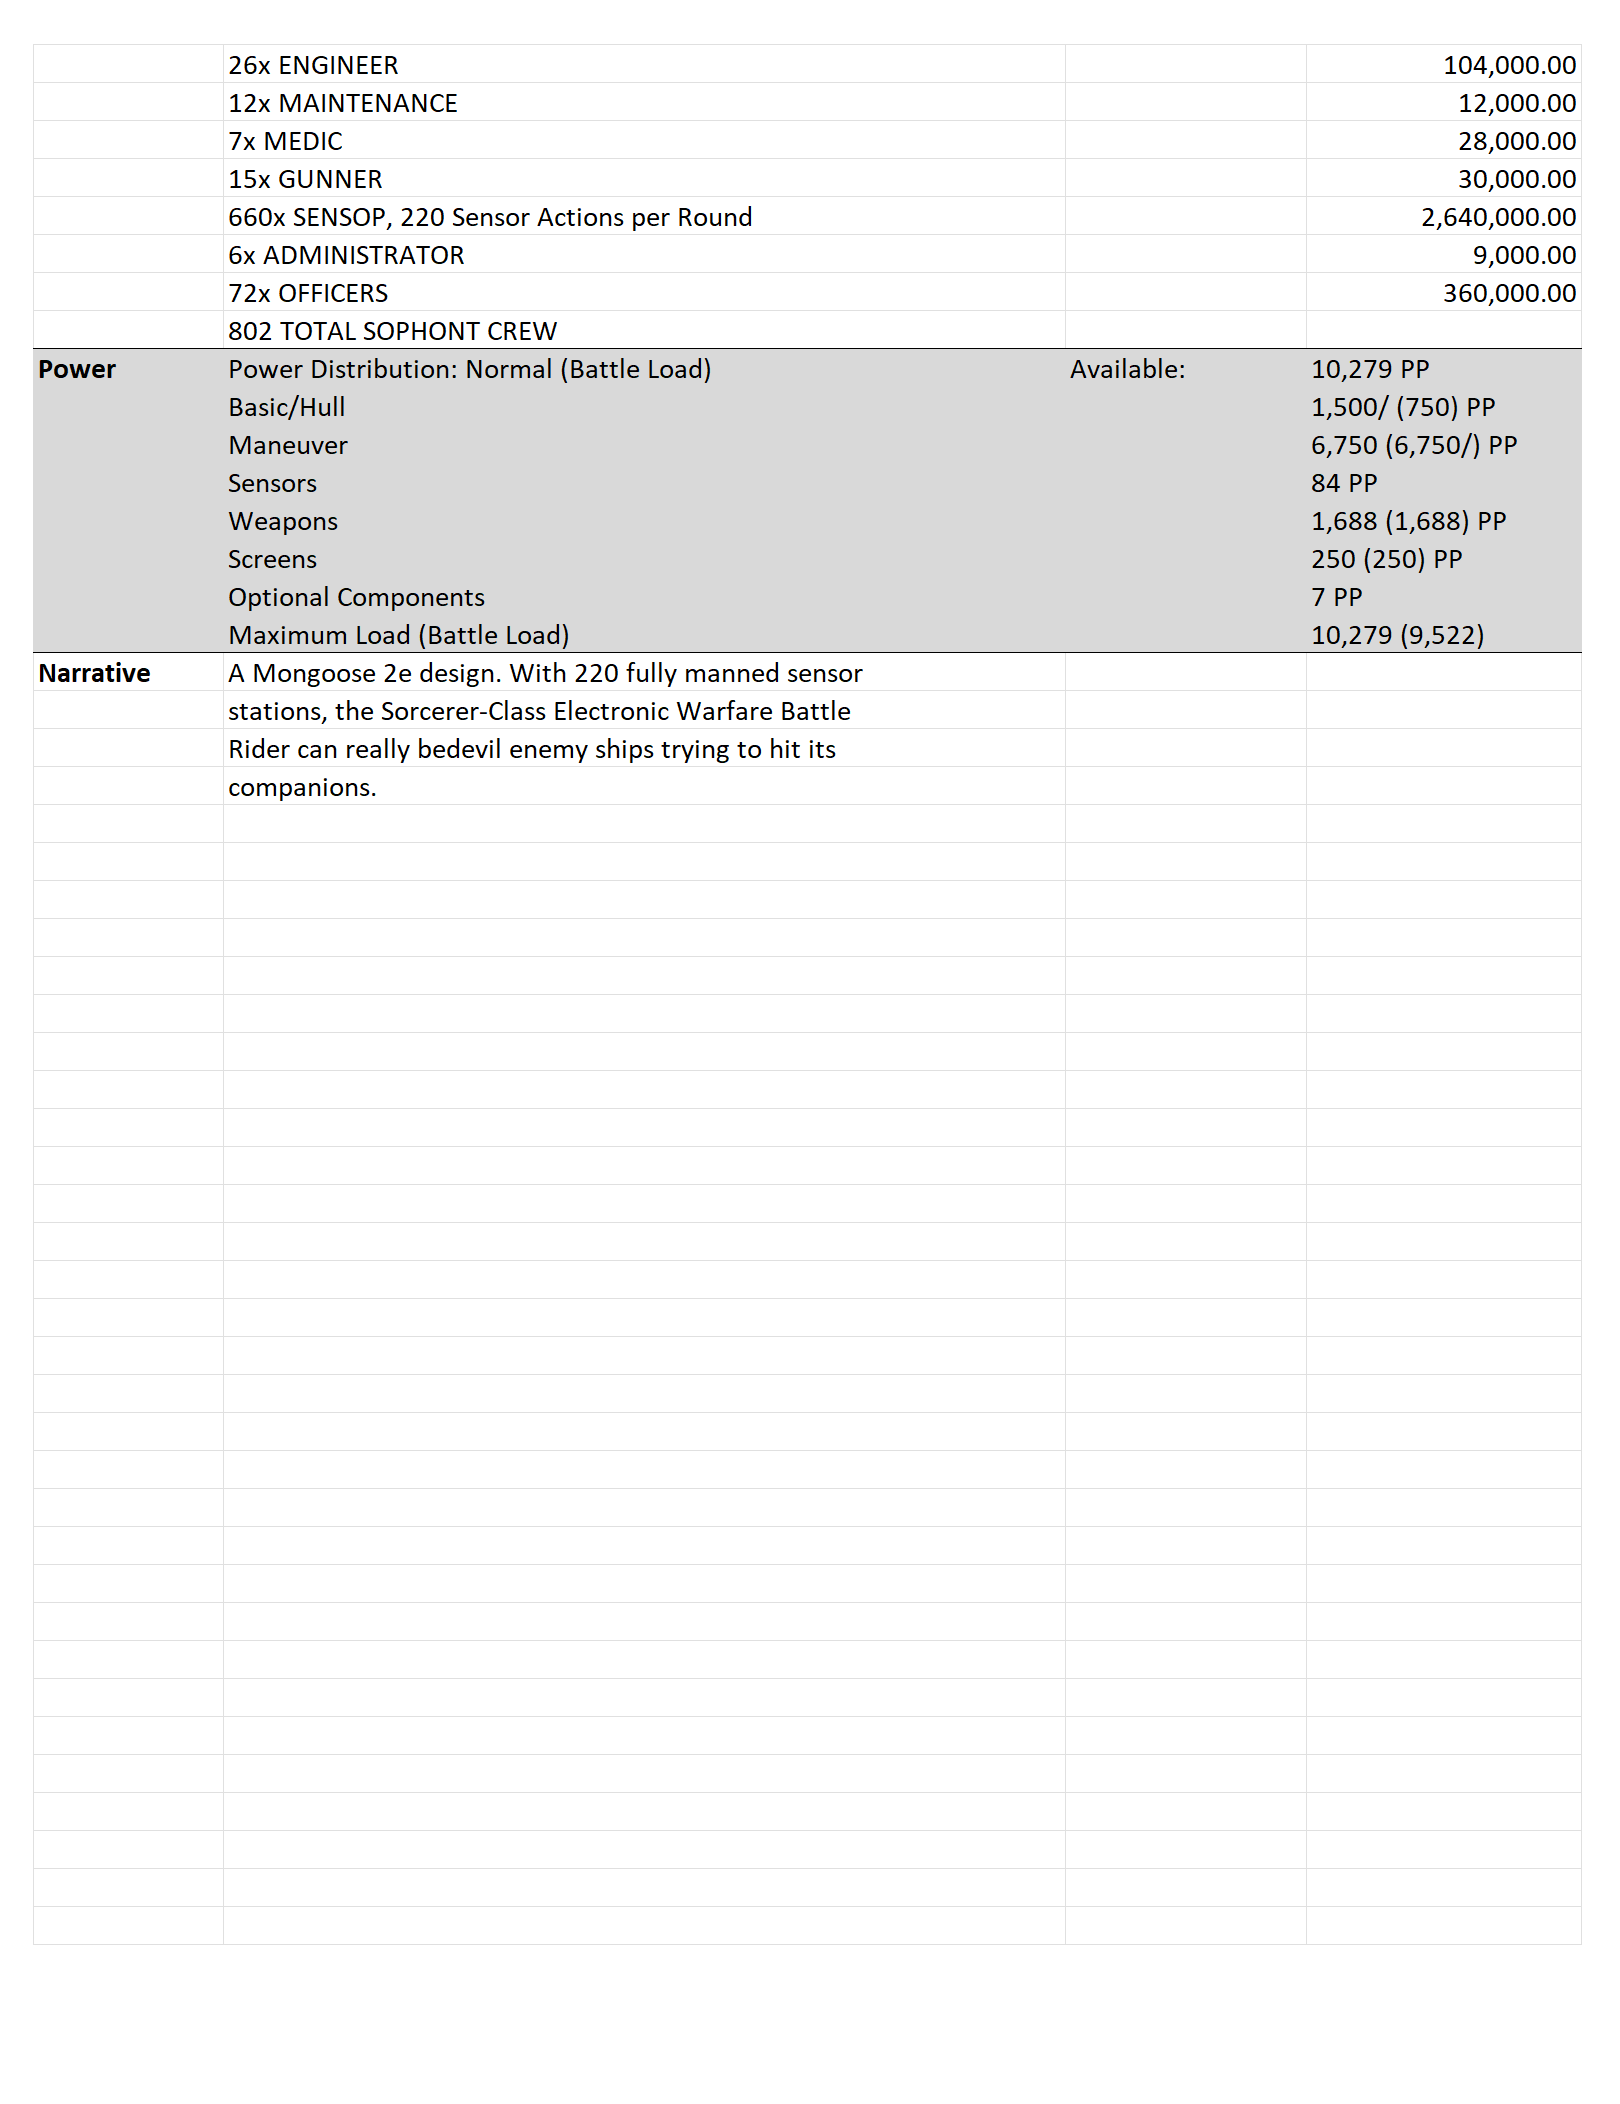 26x ENGINEER 104,000.00
12x MAINTENANCE 12,000.00
7x MEDIC 28,000.00
15x GUNNER 30,000.00
660x SENSOP, 220 Sensor Actions per Round 2,640,000.00
6x ADMINISTRATOR 9,000.00
72x OFFICERS 360,000.00
802 TOTAL SOPHONT CREW
Power Power Distribution: Normal (Battle Load) Available: 10,279 PP
Basic/Hull 1,500/ (750) PP
Maneuver 6,750 (6,750/) PP
Sensors 84 PP
Weapons 1,688 (1,688) PP
Screens 250 (250) PP
Optional Components 7 PP
Maximum Load (Battle Load) 10,279 (9,522)
Narrative A Mongoose 2e design. With 220 fully manned sensor
stations, the Sorcerer-Class Electronic Warfare Battle
Rider can really bedevil enemy ships trying to hit its
companions.